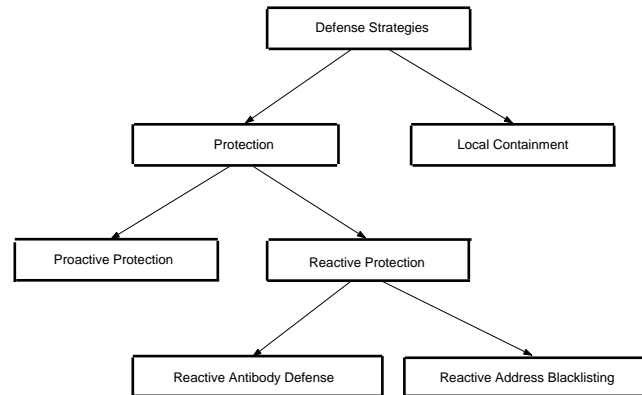 Defense Strategies
Protection
Local Containment
Proactive Protection
Reactive Protection
Reactive Antibody Defense
Reactive Address Blacklisting